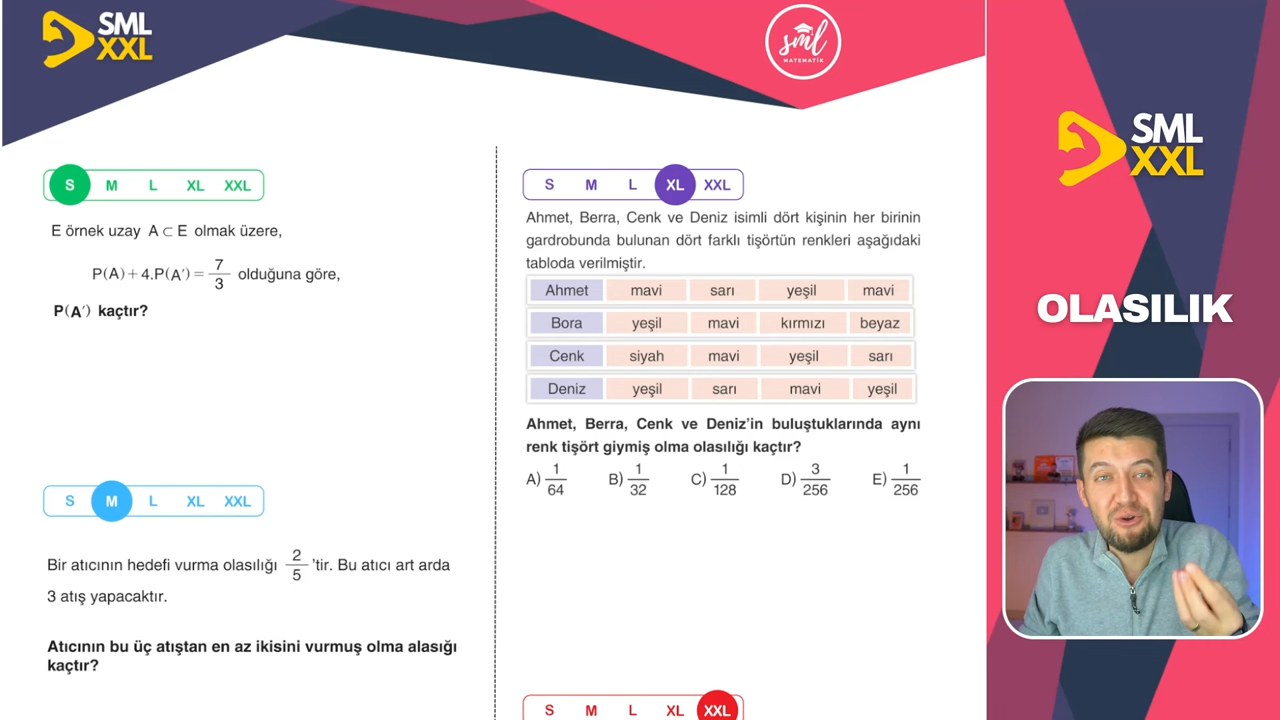 SML
XXL
sml
MATEMATİK
S M L XL XXL
E örnek uzay A ⊂ E olmak üzere,
P(A) + 4.P(A′) = 7/3 olduğuna göre,
P(A′) kaçtır?
S M L XL XXL
Bir atıcının hedefi vurma olasılığı 2/5 'tir. Bu atıcı art arda
3 atış yapacaktır.
Atıcının bu üç atıştan en az ikisini vurmuş olma alasığı
kaçtır?
S M L XL XXL
Ahmet, Berra, Cenk ve Deniz isimli dört kişinin her birinin
gardrobunda bulunan dört farklı tişörtün renkleri aşağıdaki
tabloda verilmiştir.
Ahmet mavi sarı yeşil mavi
Bora yeşil mavi kırmızı beyaz
Cenk siyah mavi yeşil sarı
Deniz yeşil sarı mavi yeşil
Ahmet, Berra, Cenk ve Deniz'in buluştuklarında aynı
renk tişört giymiş olma olasılığı kaçtır?
A) 1/64 B) 1/32 C) 1/128 D) 3/256 E) 1/256
S M L XL XXL
SML
XXL
OLASILIK